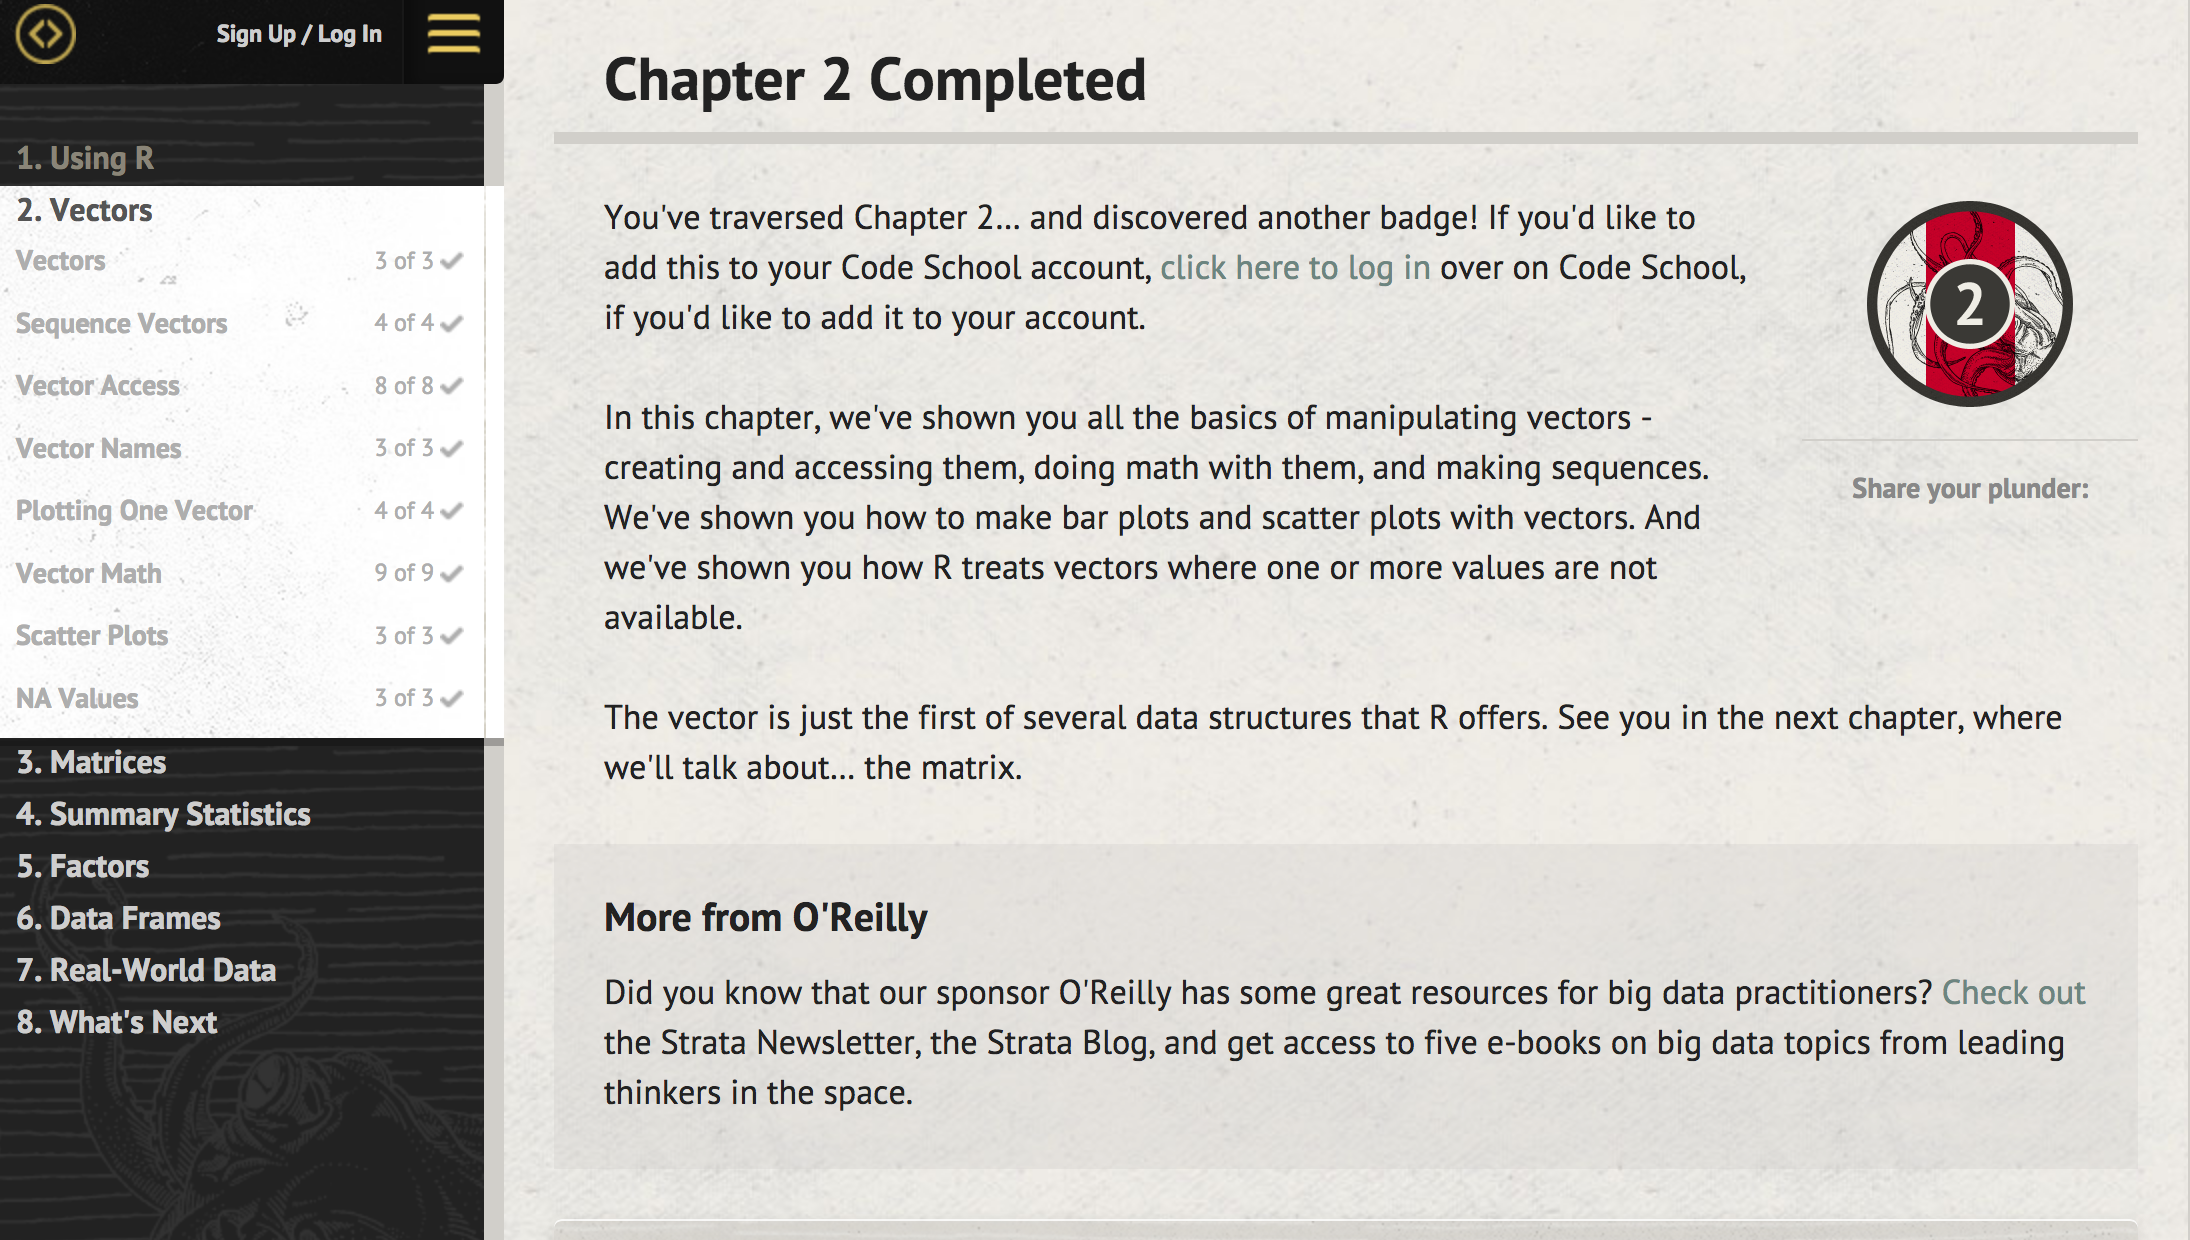 Sign Up / Log In
1. Using R
2. Vectors
Vectors 3 of 3
Sequence Vectors 4 of 4
Vector Access 8 of 8
Vector Names 3 of 3
Plotting One Vector 4 of 4
Vector Math 9 of 9
Scatter Plots 3 of 3
NA Values 3 of 3
3. Matrices
4. Summary Statistics
5. Factors
6. Data Frames
7. Real-World Data
8. What's Next
Chapter 2 Completed
You've traversed Chapter 2... and discovered another badge! If you'd like to
add this to your Code School account, click here to log in over on Code School,
if you'd like to add it to your account.
In this chapter, we've shown you all the basics of manipulating vectors -
creating and accessing them, doing math with them, and making sequences.
We've shown you how to make bar plots and scatter plots with vectors. And
we've shown you how R treats vectors where one or more values are not
available.
The vector is just the first of several data structures that R offers. See you in the next chapter, where
we'll talk about... the matrix.
2
Share your plunder:
More from O'Reilly
Did you know that our sponsor O'Reilly has some great resources for big data practitioners? Check out
the Strata Newsletter, the Strata Blog, and get access to five e-books on big data topics from leading
thinkers in the space.